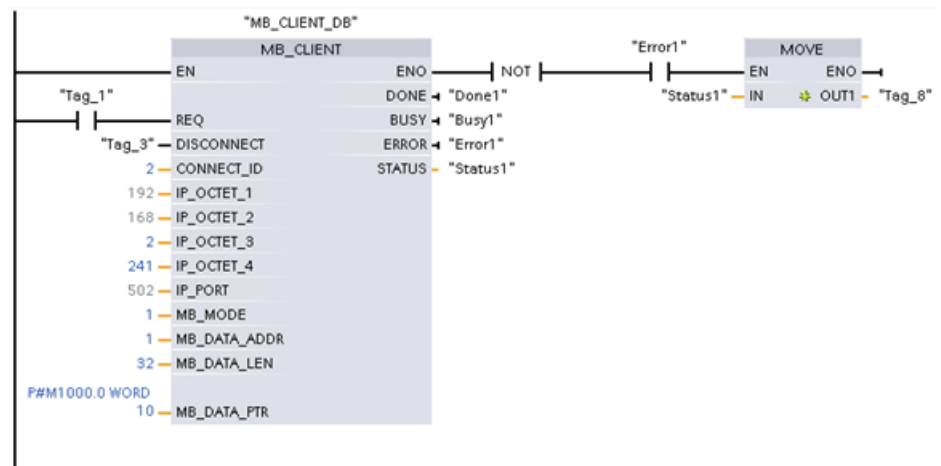 "MB_CLIENT_DB"
MB_CLIENT
"Error1"
MOVE
EN
ENO
NOT
EN
ENO
"Tag_1"
DONE
"Done1"
"Status1"
IN
OUT1
"Tag_8"
REQ
BUSY
"Busy1"
"Tag_3"
DISCONNECT
ERROR
"Error1"
2
CONNECT_ID
STATUS
"Status1"
192
IP_OCTET_1
168
IP_OCTET_2
2
IP_OCTET_3
241
IP_OCTET_4
502
IP_PORT
1
MB_MODE
1
MB_DATA_ADDR
32
MB_DATA_LEN
P#M1000.0 WORD
10
MB_DATA_PTR